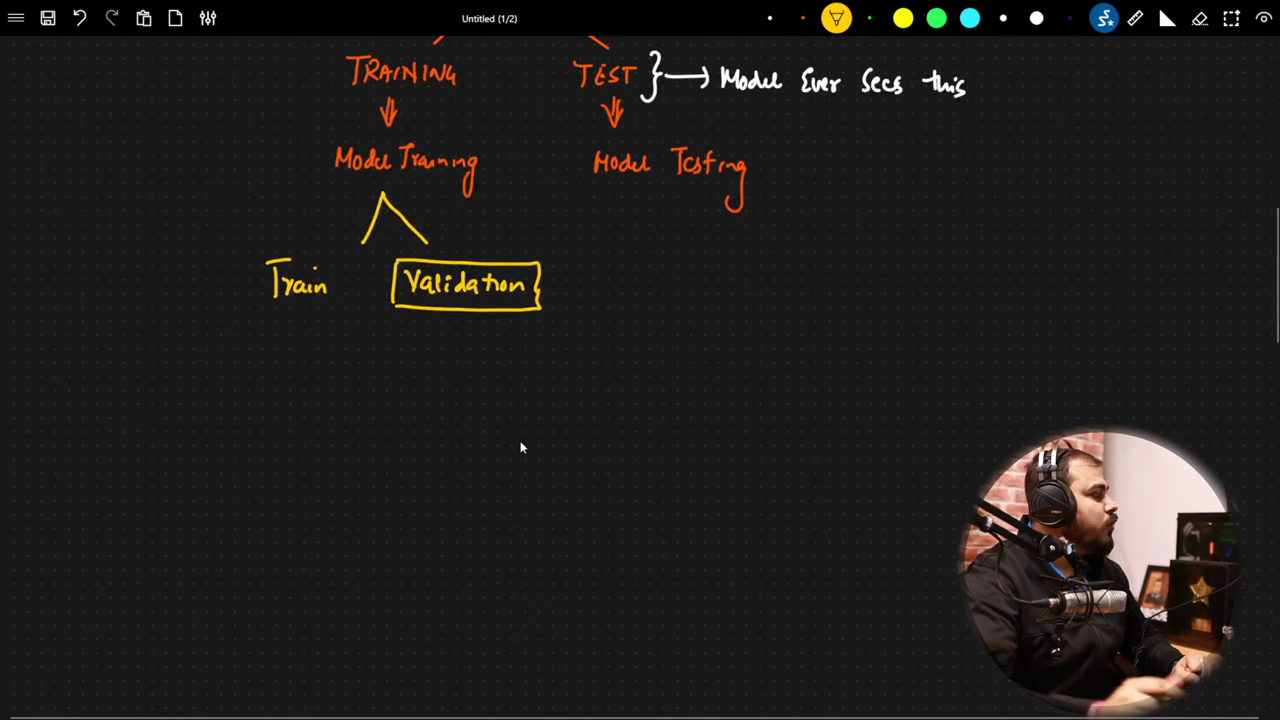 Untitled (1/2)
TRAINING TEST Model Ever Sees this
Model Training Model Testing
Train Validation